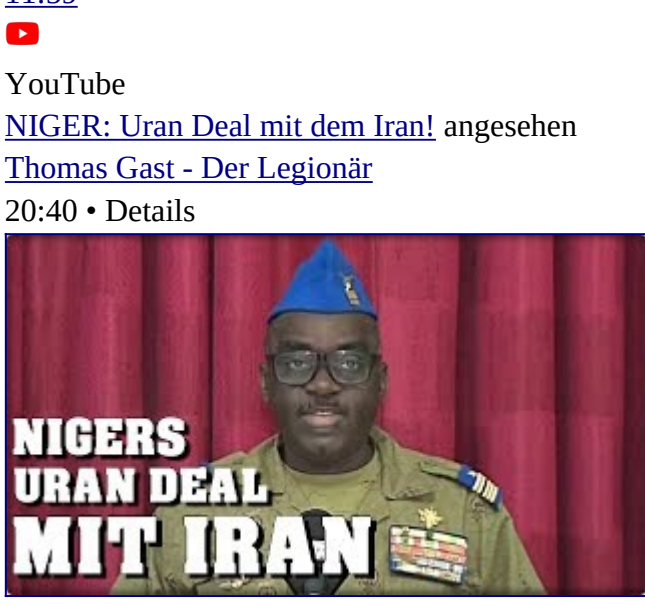 YouTube
NIGER: Uran Deal mit dem Iran! angesehen
Thomas Gast - Der Legionär
20:40 • Details
NIGERS
URAN DEAL
MIT IRAN